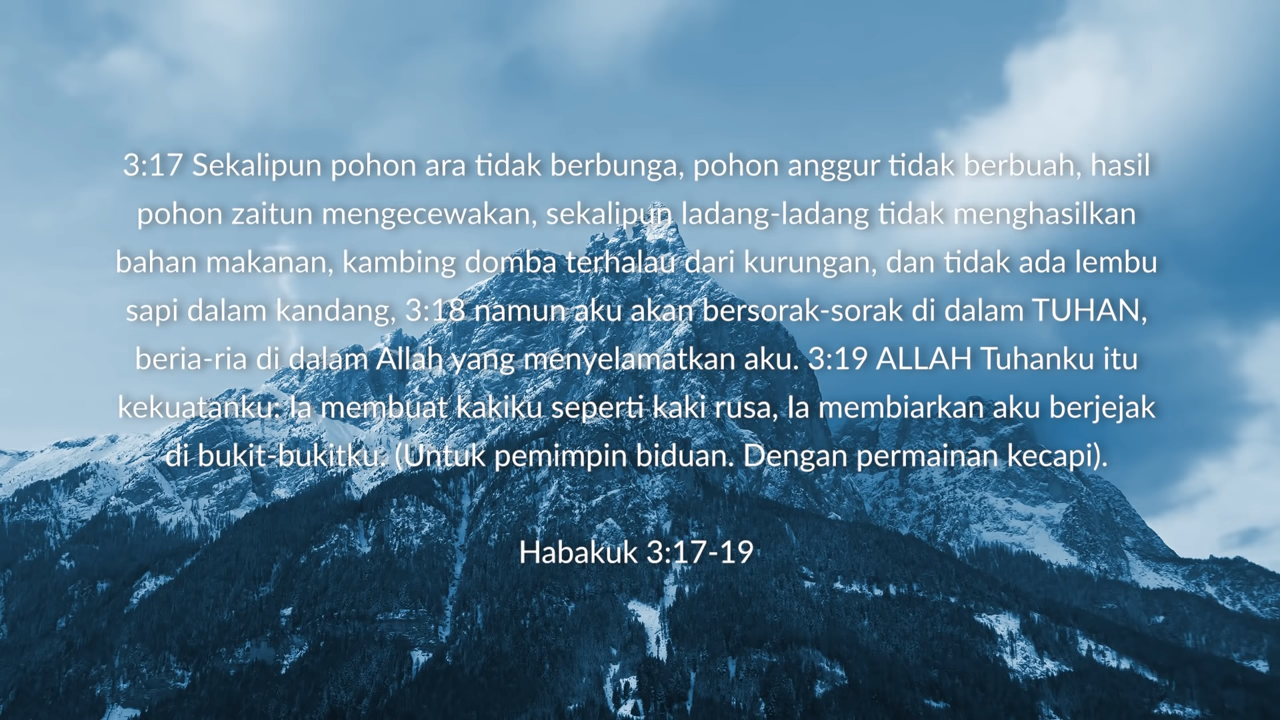 3:17 Sekalipun pohon ara tidak berbunga, pohon anggur tidak berbuah, hasil
pohon zaitun mengecewakan, sekalipun ladang-ladang tidak menghasilkan
bahan makanan, kambing domba terhalau dari kurungan, dan tidak ada lembu
sapi dalam kandang, 3:18 namun aku akan bersorak-sorak di dalam TUHAN,
beria-ria di dalam Allah yang menyelamatkan aku. 3:19 ALLAH Tuhanku itu
kekuatanku: Ia membuat kakiku seperti kaki rusa, Ia membiarkan aku berjejak
di bukit-bukitku. (Untuk pemimpin biduan. Dengan permainan kecapi).
Habakuk 3:17-19